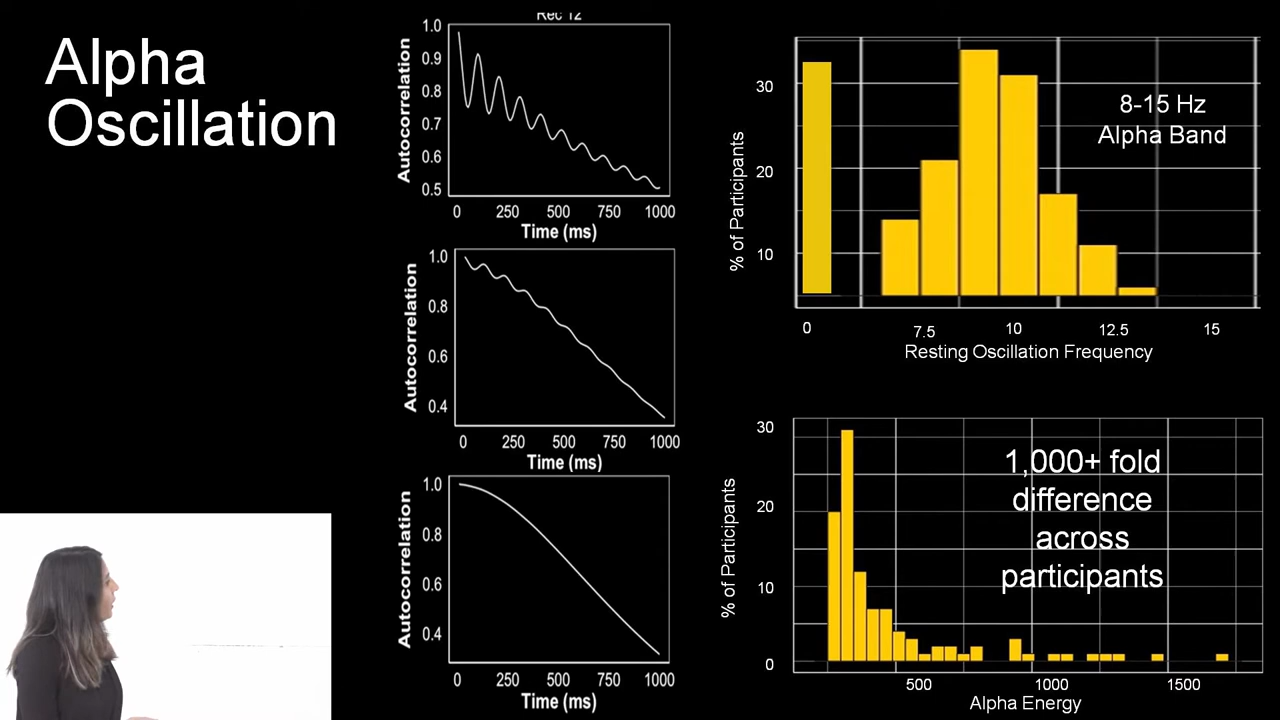 Alpha
Oscillation
Rec 12
Autocorrelation
1.0
0.9
0.8
0.7
0.6
0.5
0 250 500 750 1000
Time (ms)
Autocorrelation
1.0
0.8
0.6
0.4
0 250 500 750 1000
Time (ms)
Autocorrelation
1.0
0.8
0.6
0.4
0 250 500 750 1000
Time (ms)
% of Participants
30
20
10
8-15 Hz
Alpha Band
0 7.5 10 12.5 15
Resting Oscillation Frequency
% of Participants
30
20
10
0
1,000+ fold
difference
across
participants
500 1000 1500
Alpha Energy